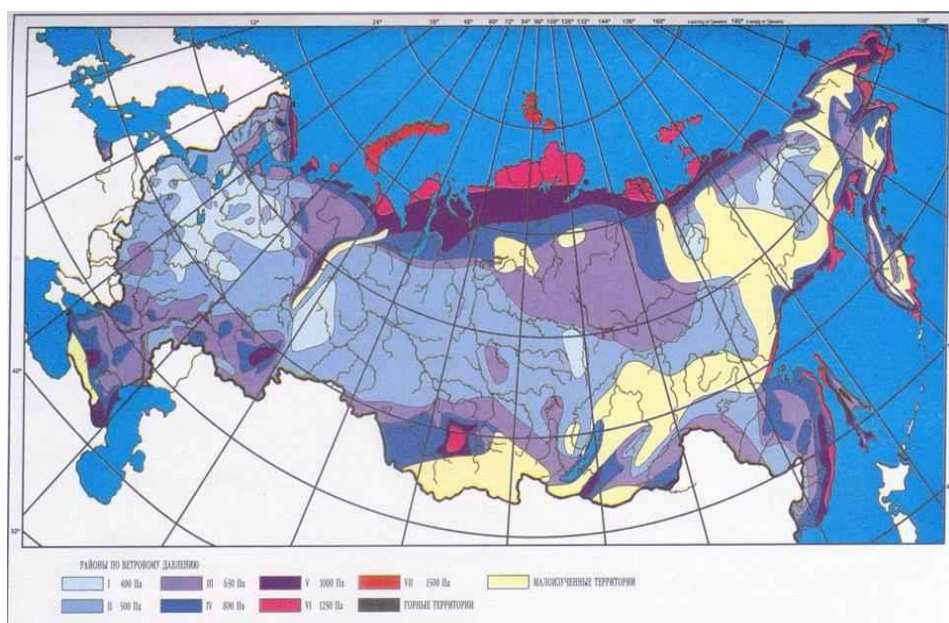 12° 24° 36° 48° 60° 72° 84° 96° 108° 120° 132° 144° 156° 168° 180°
РАЙОНЫ ПО ВЕТРОВОМУ ДАВЛЕНИЮ
I 400 Па III 650 Па V 1000 Па VII 1500 Па МАЛОИЗУЧЕННЫЕ ТЕРРИТОРИИ
II 500 Па IV 800 Па VI 1250 Па ГОРНЫЕ ТЕРРИТОРИИ